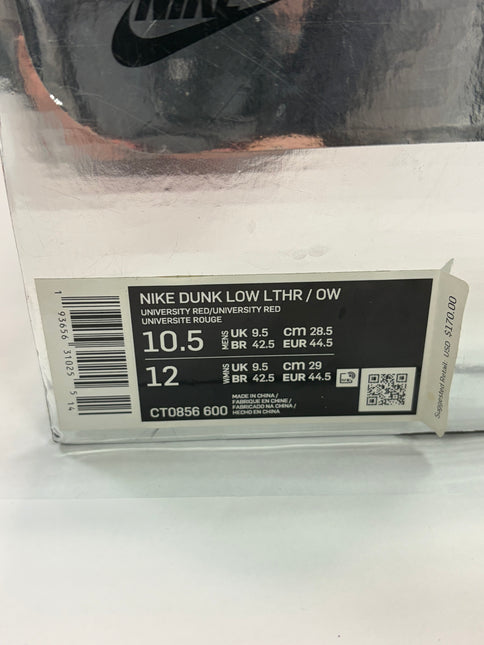 NIKE
NIKE DUNK LOW LTHR / OW
UNIVERSITY RED/UNIVERSITY RED
UNIVERSITE ROUGE
10.5 MENS UK 9.5 cm 28.5
BR 42.5 EUR 44.5
12 WMNS UK 9.5 cm 29
BR 42.5 EUR 44.5
CT0856 600
MADE IN CHINA /
FABRIQUE EN CHINE /
FABRICADO NA CHINA /
HECHO EN CHINA
1 93656 31025 5 14
Suggested Retail: USD $170.00